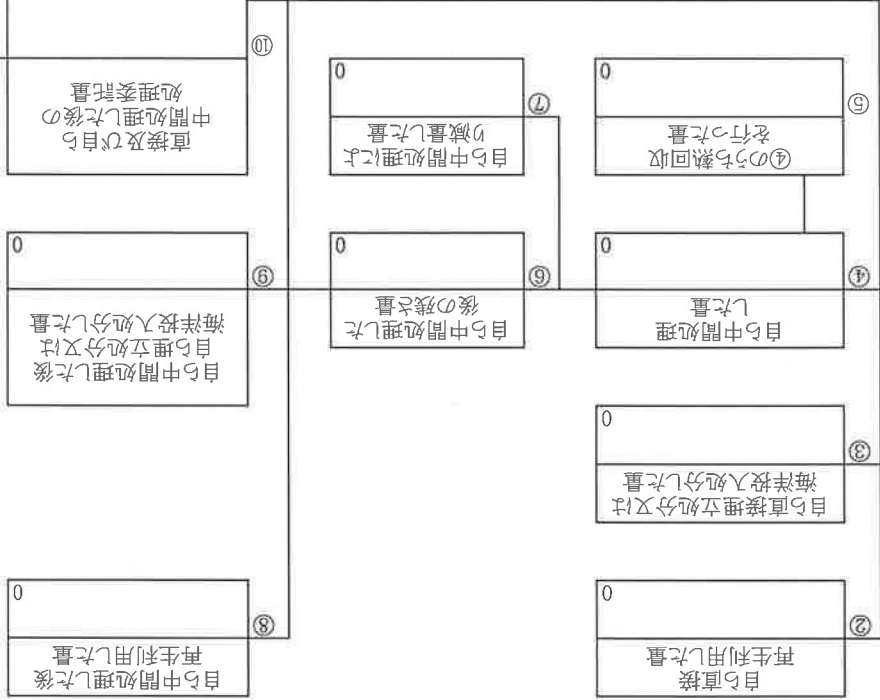 ②
自ら直接
再生利用した量
0
⑧
自ら中間処理した後
再生利用した量
0
③
自ら直接埋立処分又は
海洋投入処分した量
0
④
自ら中間処理
した量
0
⑥
自ら中間処理した
後の残さ量
0
⑨
自ら中間処理した後
自ら埋立処分又は
海洋投入処分した量
0
⑤
④のうち熱回収
を行った量
0
⑦
自ら中間処理によ
り減量した量
0
⑩
直接及び自ら
中間処理した後の
処理委託量